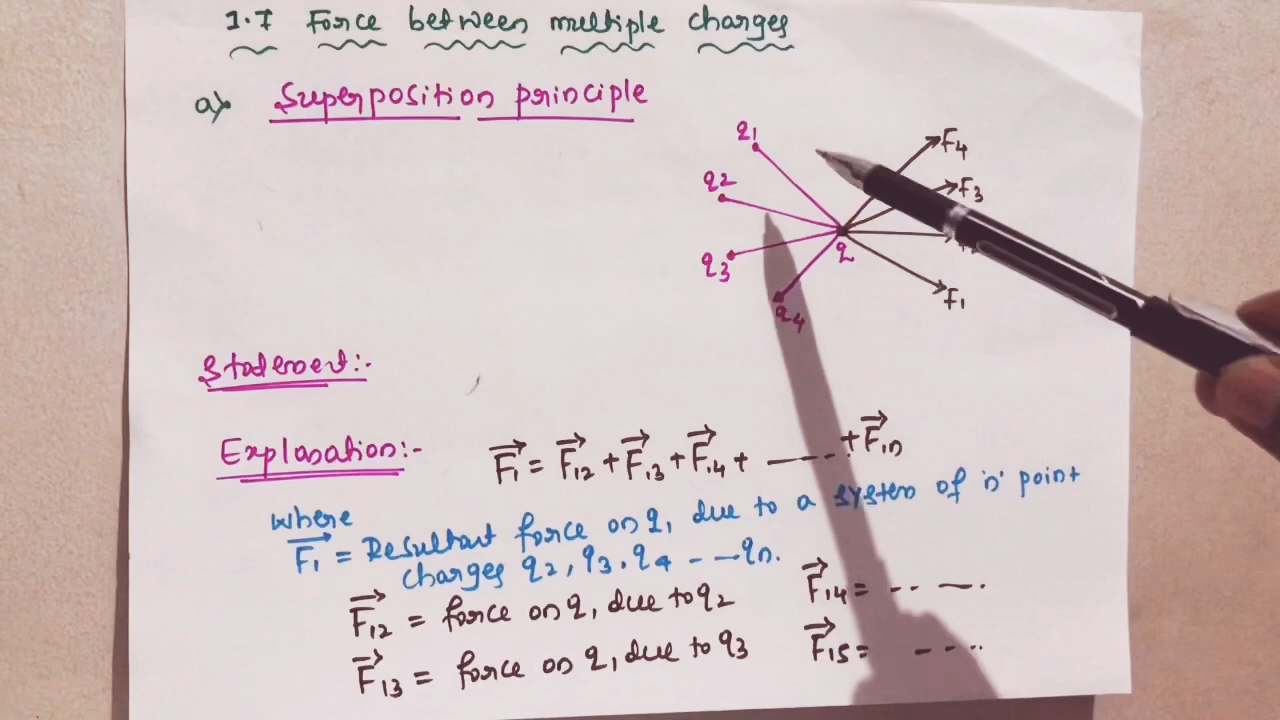 1.7 Force between multiple charges
a) Superposition principle
q1
q2
q3
q4
q
F4
F3
F1
Statement:-
Explanation:- F1 = F12 + F13 + F14 + ------ + F1n
where
F1 = Resultant force on q1 due to a system of 'n' point
charges q2, q3, q4 - - - qn.
F12 = force on q1 due to q2
F14 = -- --.
F13 = force on q1 due to q3
F15 = ----